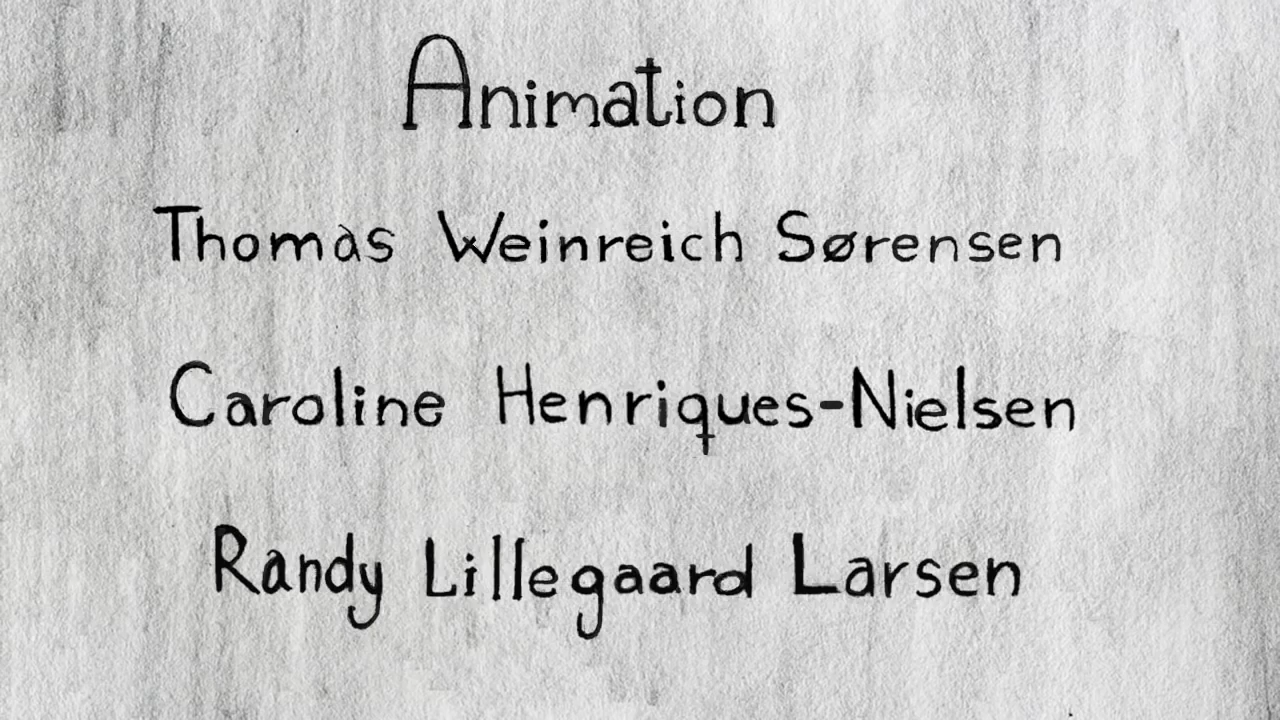 Animation
Thomas Weinreich Sørensen
Caroline Henriques-Nielsen
Randy Lillegaard Larsen